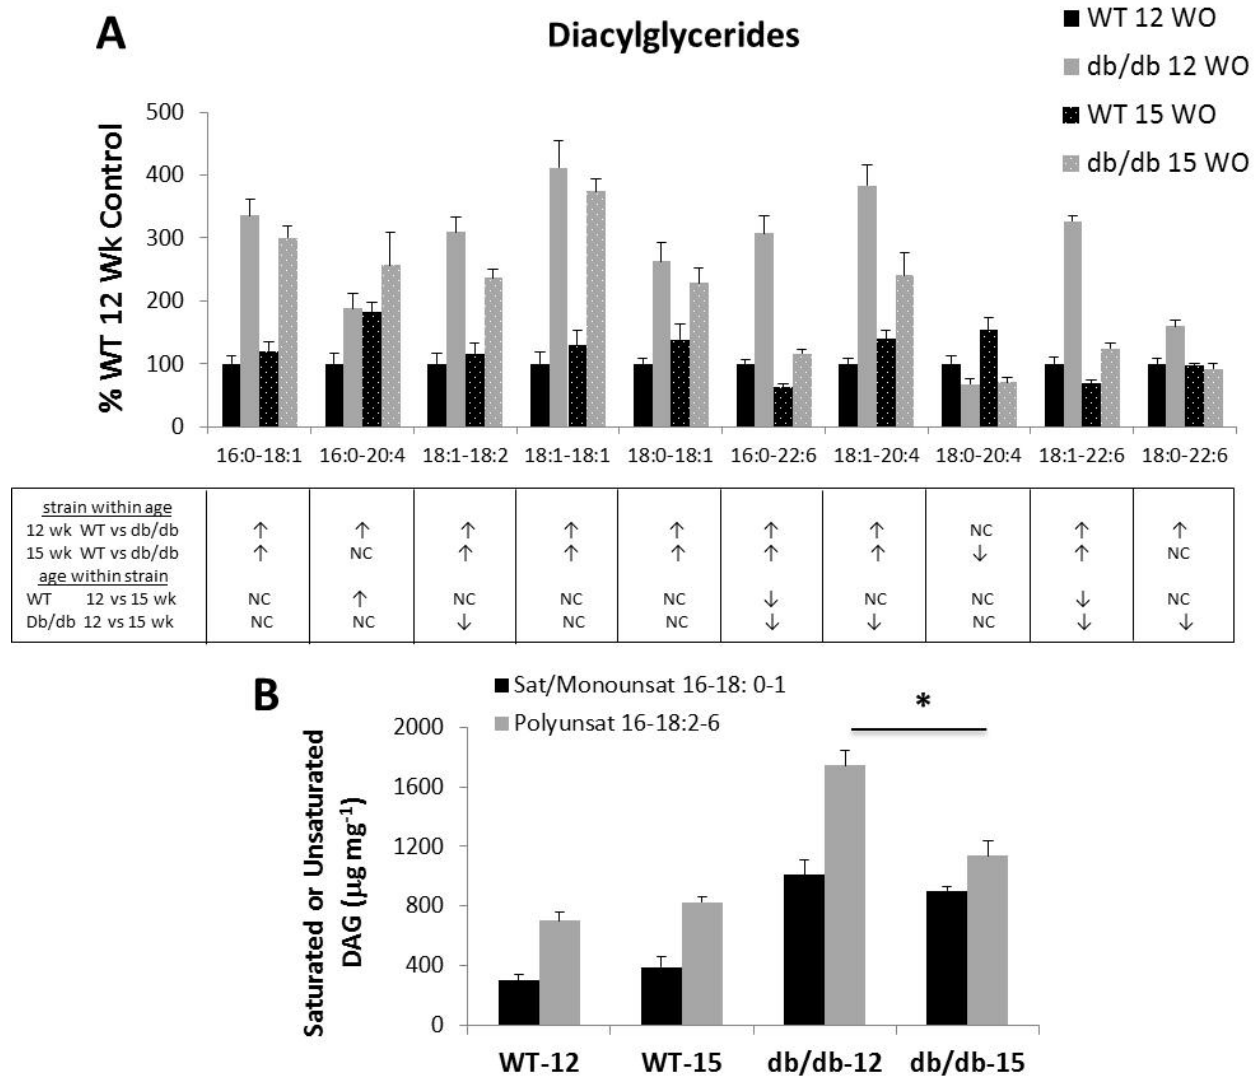 A
Diacylglycerides
WT 12 WO
db/db 12 WO
WT 15 WO
db/db 15 WO
% WT 12 Wk Control
500
400
300
200
100
0
16:0-18:1 16:0-20:4 18:1-18:2 18:1-18:1 18:0-18:1 16:0-22:6 18:1-20:4 18:0-20:4 18:1-22:6 18:0-22:6
strain within age
12 wk WT vs db/db ↑ ↑ ↑ ↑ ↑ ↑ ↑ NC ↑ ↑
15 wk WT vs db/db ↑ NC ↑ ↑ ↑ ↑ ↑ ↓ ↑ NC
age within strain
WT 12 vs 15 wk NC ↑ NC NC NC ↓ NC NC ↓ NC
Db/db 12 vs 15 wk NC NC ↓ NC NC ↓ ↓ NC ↓ ↓
B
Sat/Monounsat 16-18: 0-1
Polyunsat 16-18:2-6
*
Saturated or Unsaturated
DAG (µg mg⁻¹)
2000
1600
1200
800
400
0
WT-12 WT-15 db/db-12 db/db-15